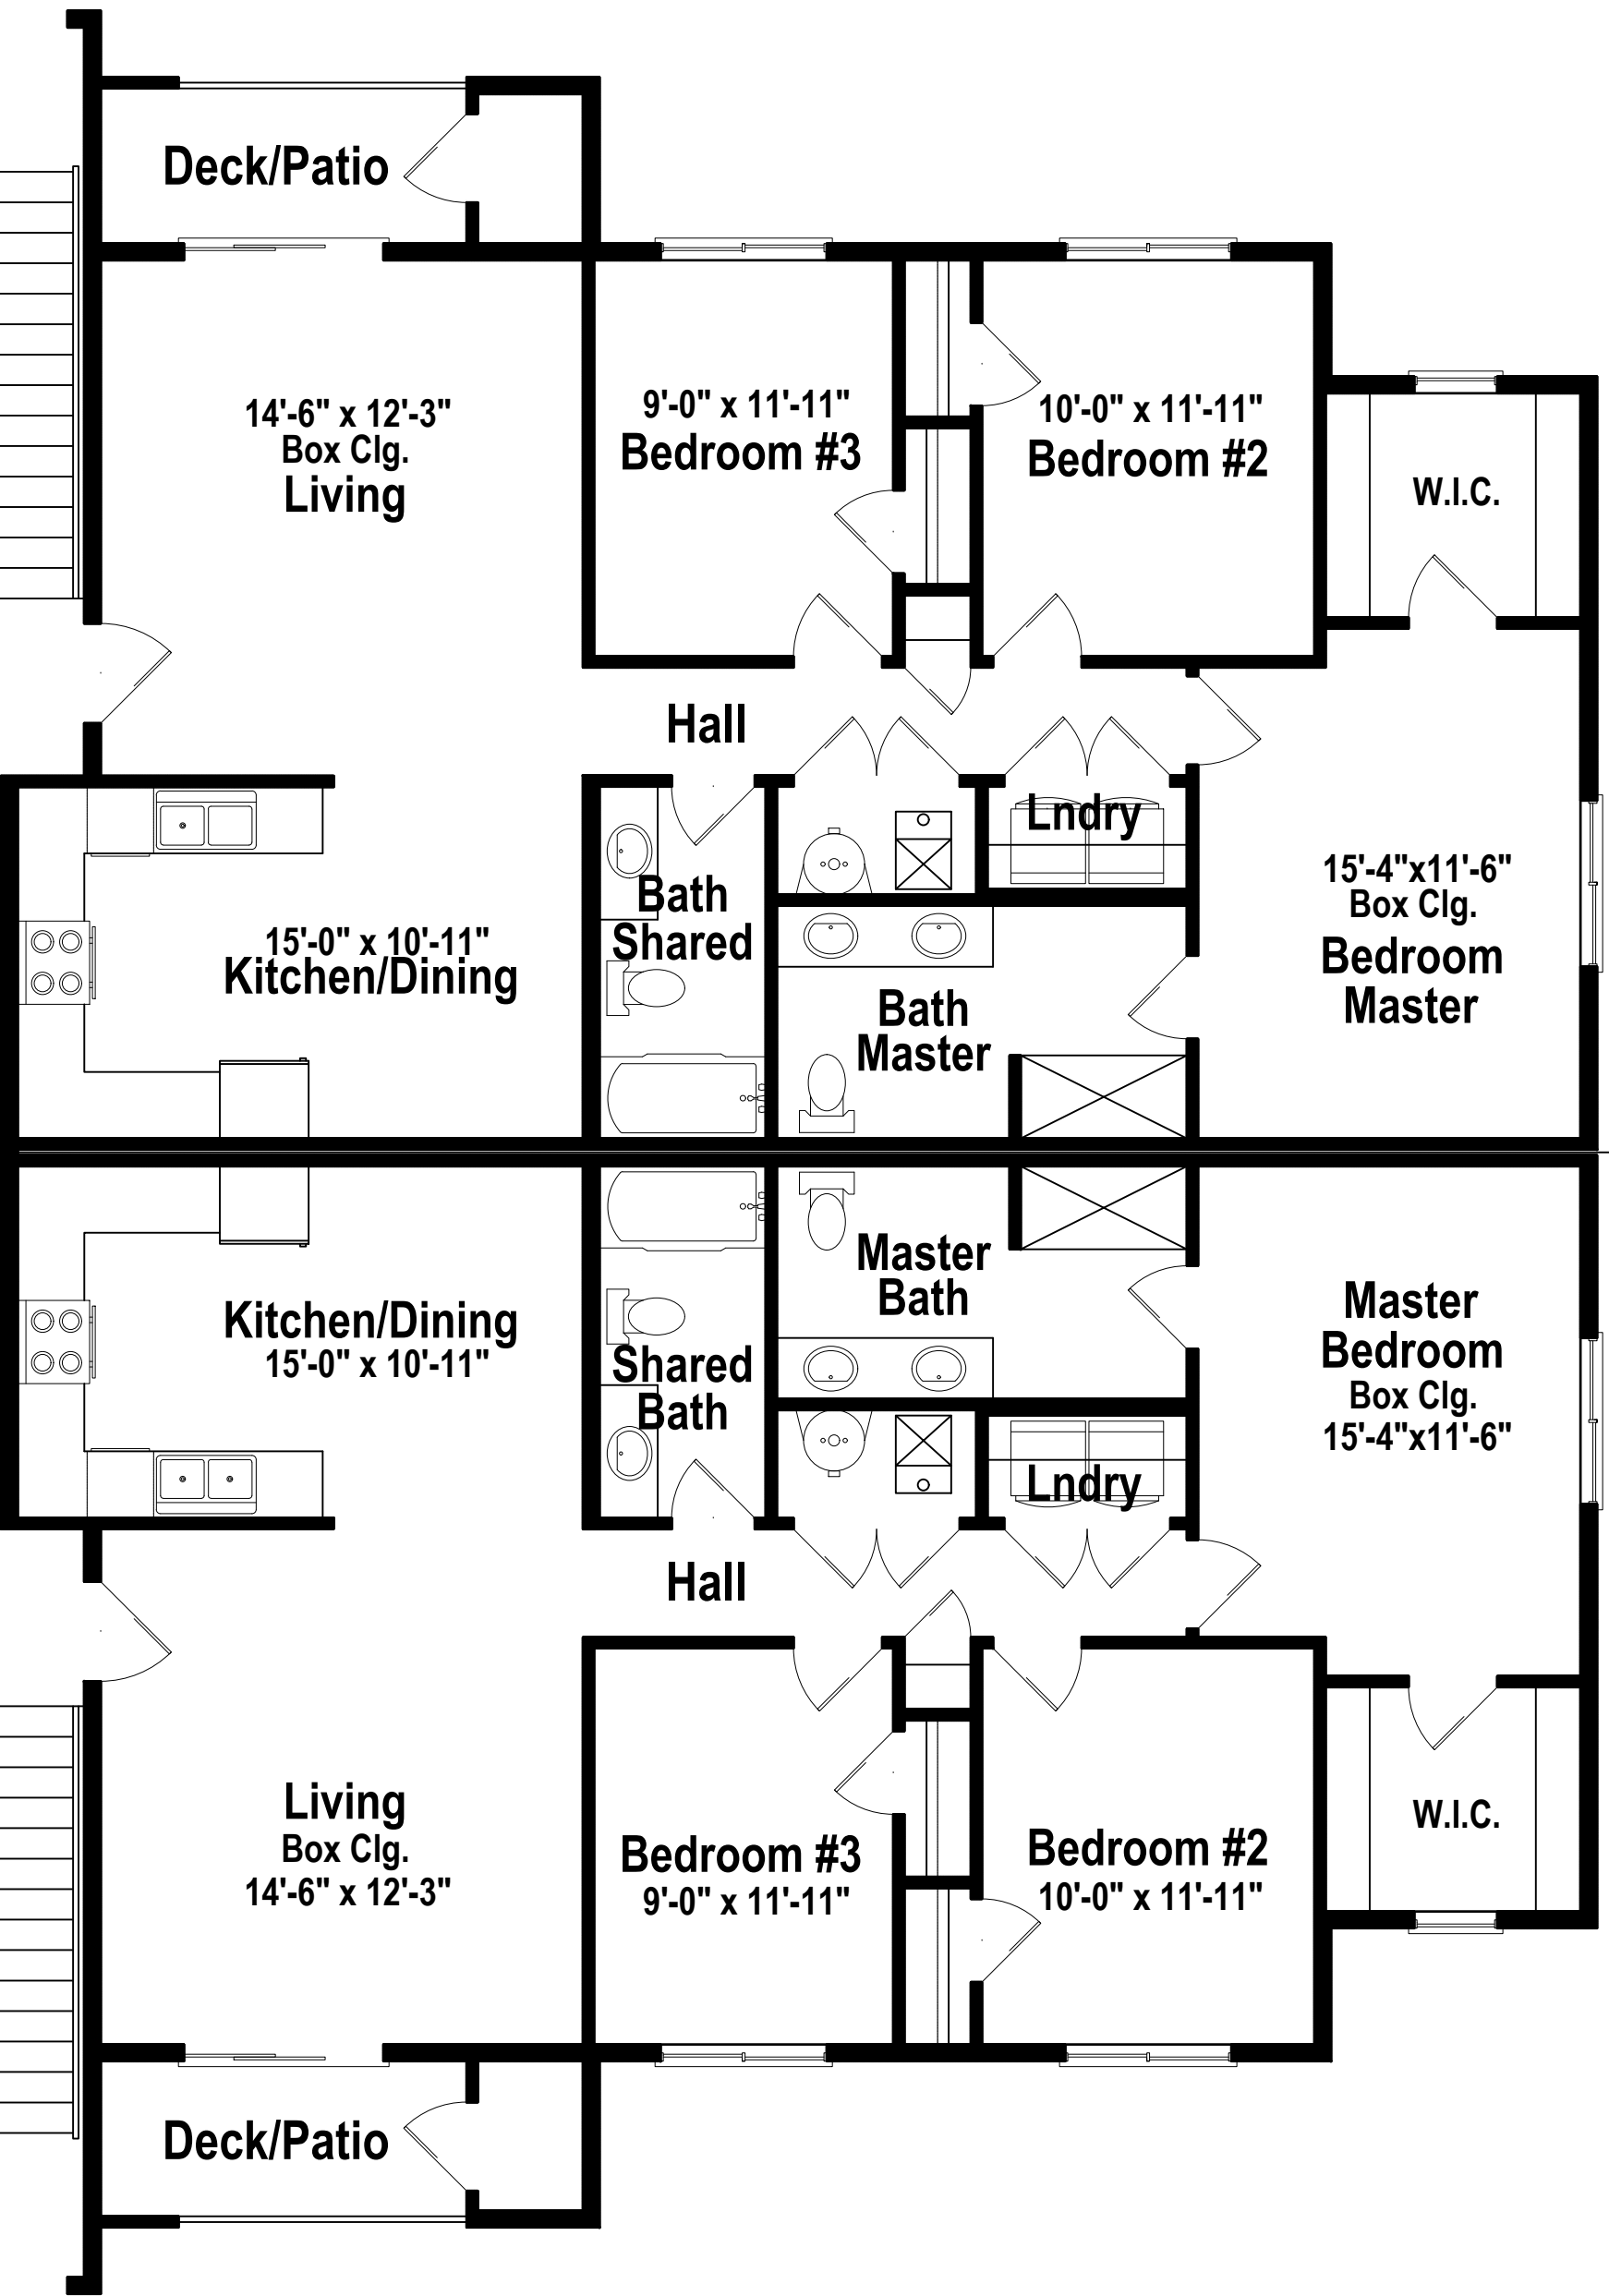 Deck/Patio
14'-6" x 12'-3"
Box Clg.
Living
9'-0" x 11'-11"
Bedroom #3
10'-0" x 11'-11"
Bedroom #2
W.I.C.
Hall
Lndry
15'-0" x 10'-11"
Kitchen/Dining
Bath
Shared
Bath
Master
15'-4"x11'-6"
Box Clg.
Bedroom
Master
Kitchen/Dining
15'-0" x 10'-11"
Shared
Bath
Master
Bath
Master
Bedroom
Box Clg.
15'-4"x11'-6"
Lndry
Hall
Living
Box Clg.
14'-6" x 12'-3"
Bedroom #3
9'-0" x 11'-11"
Bedroom #2
10'-0" x 11'-11"
W.I.C.
Deck/Patio